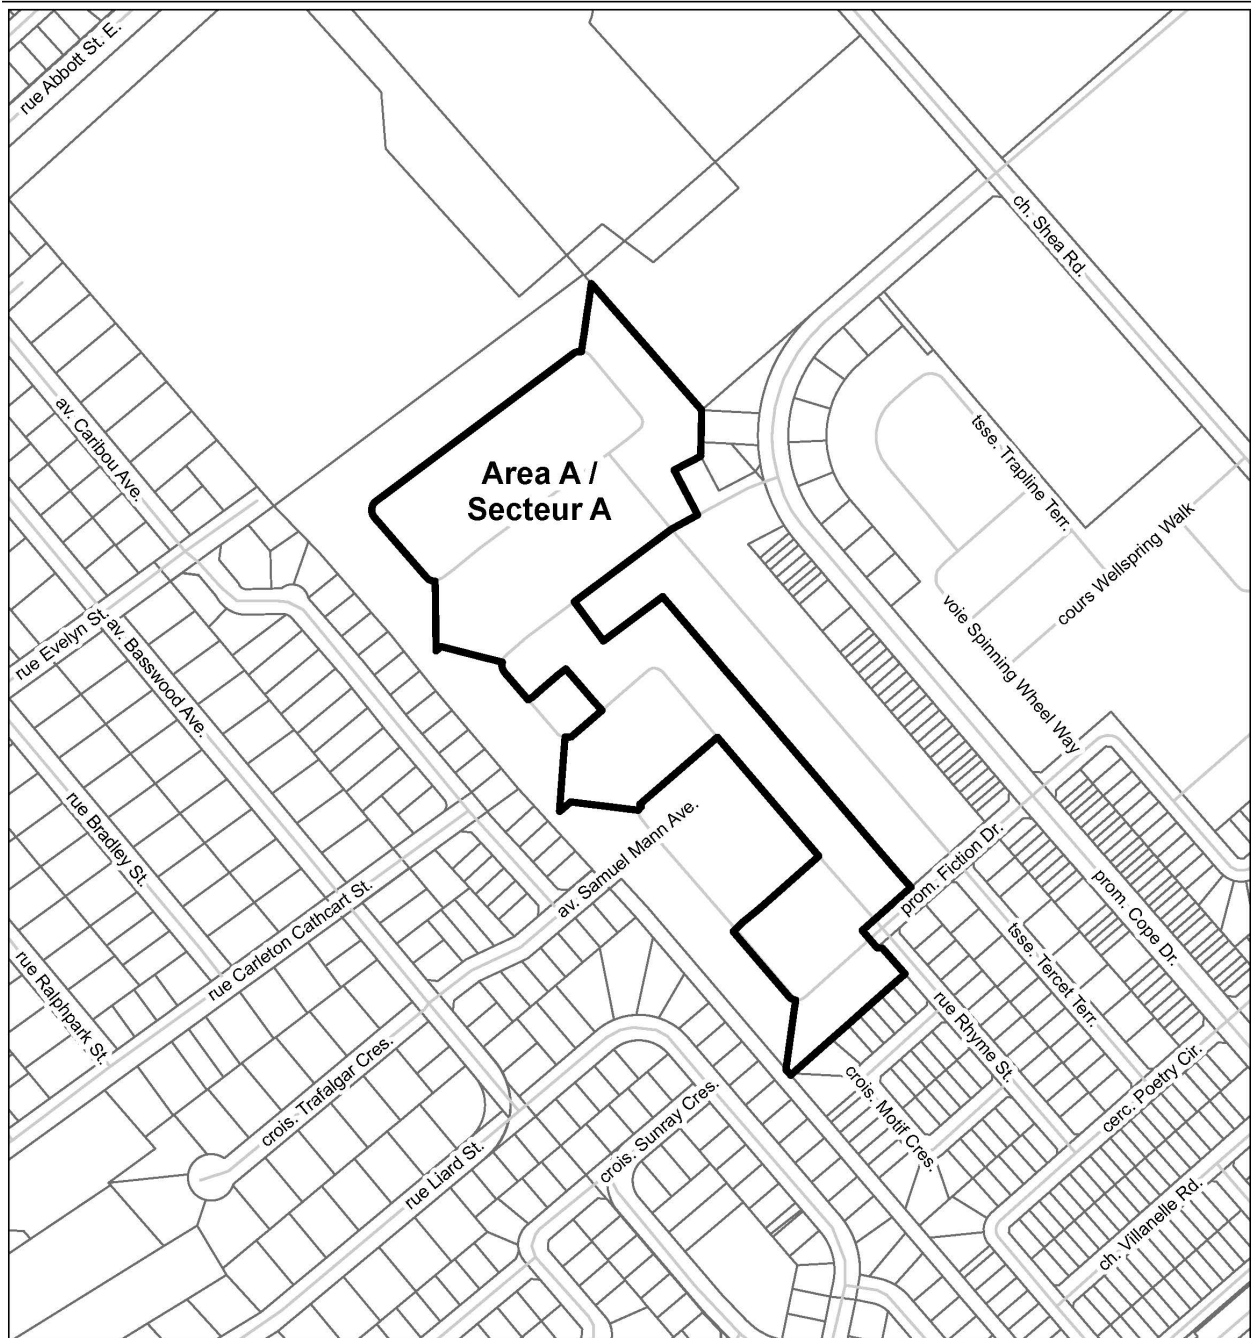 rue Abbott St. E.
ch. Shea Rd.
av. Caribou Ave.
tsse. Trapline Terr.
Area A /
Secteur A
cours Wellspring Walk
voie Spinning Wheel Way
rue Evelyn St.
av. Basswood Ave.
rue Bradley St.
av. Samuel Mann Ave.
prom. Fiction Dr.
prom. Cope Dr.
rue Carleton Cathcart St.
tsse. Tercet Terr.
rue Ralphpark St.
rue Rhyme St.
crois. Trafalgar Cres.
crois. Motif Cres.
cerc. Poetry Cir.
crois. Sunray Cres.
rue Liard St.
ch. Villanelle Rd.